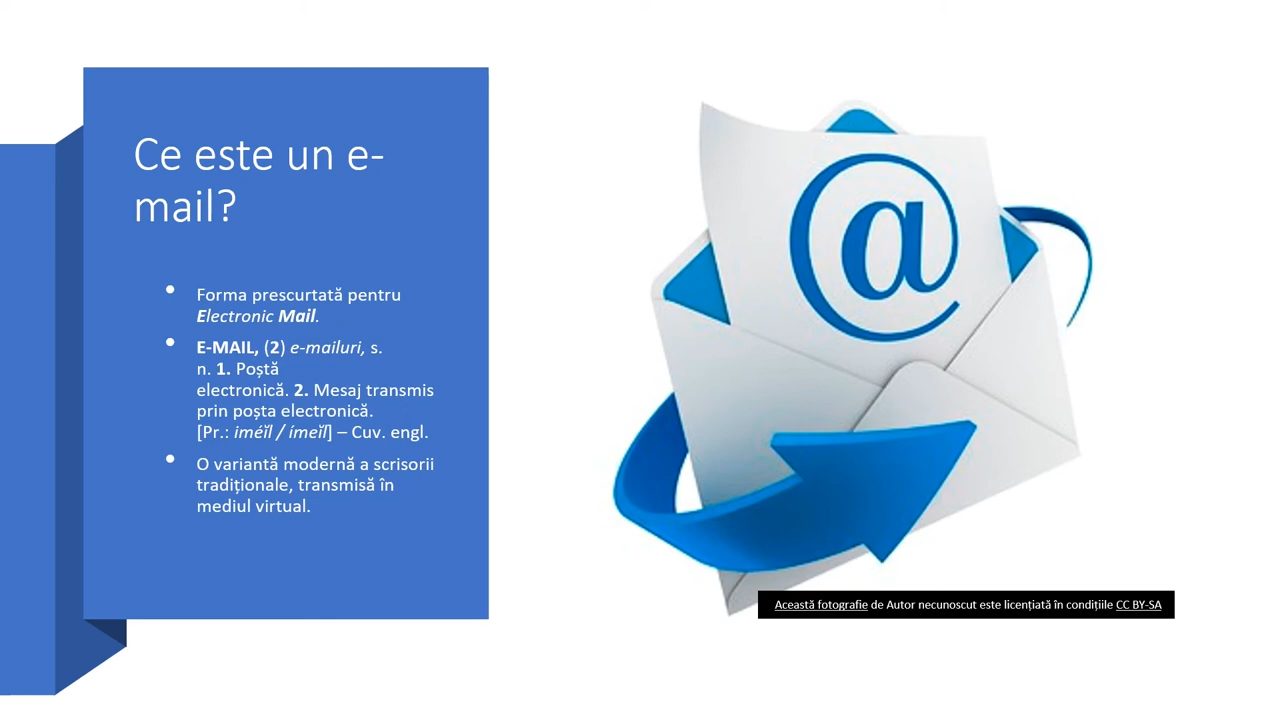 Ce este un e-
mail?
• Forma prescurtată pentru
Electronic Mail.
• E-MAIL, (2) e-mailuri, s.
n. 1. Poștă
electronică. 2. Mesaj transmis
prin poșta electronică.
[Pr.: iméĭl / ímeĭl] – Cuv. engl.
• O variantă modernă a scrisorii
tradiționale, transmisă în
mediul virtual.
@
Această fotografie de Autor necunoscut este licențiată în condițiile CC BY-SA